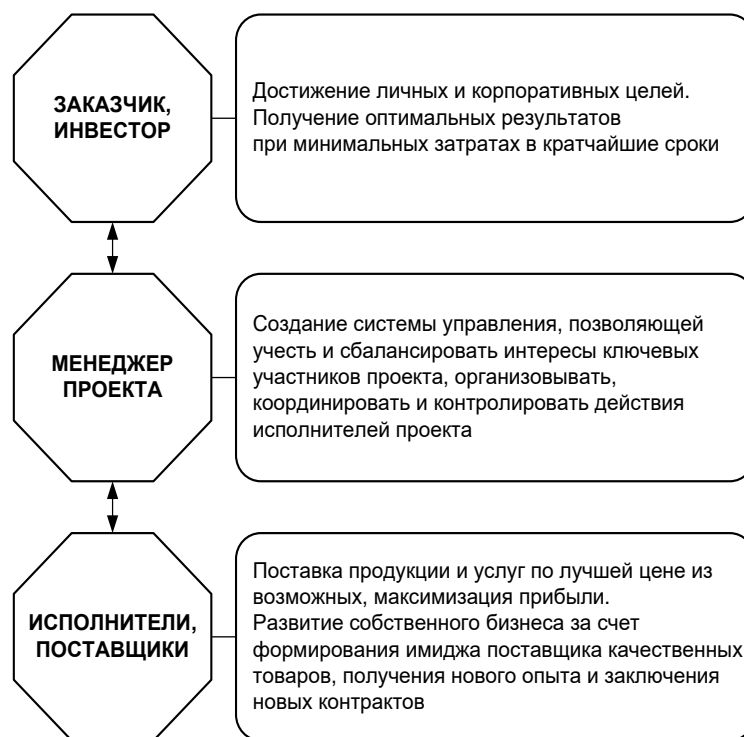 ЗАКАЗЧИК,
ИНВЕСТОР
Достижение личных и корпоративных целей.
Получение оптимальных результатов
при минимальных затратах в кратчайшие сроки
МЕНЕДЖЕР
ПРОЕКТА
Создание системы управления, позволяющей
учесть и сбалансировать интересы ключевых
участников проекта, организовывать,
координировать и контролировать действия
исполнителей проекта
ИСПОЛНИТЕЛИ,
ПОСТАВЩИКИ
Поставка продукции и услуг по лучшей цене из
возможных, максимизация прибыли.
Развитие собственного бизнеса за счет
формирования имиджа поставщика качественных
товаров, получения нового опыта и заключения
новых контрактов